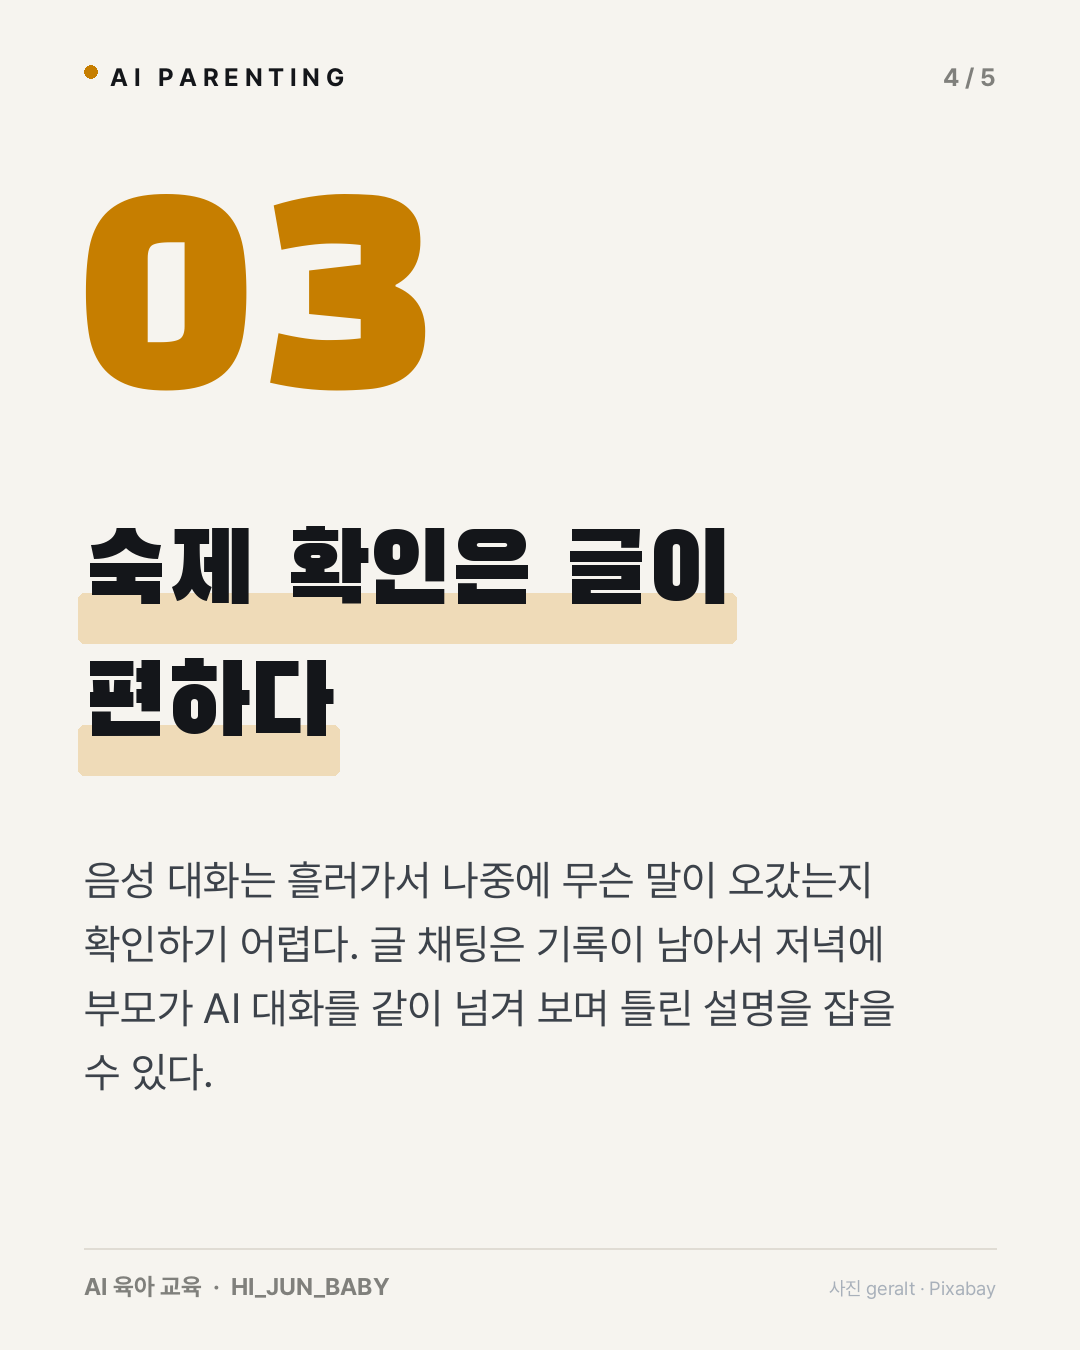 AI PARENTING
4 / 5
03
숙제 확인은 글이
편하다
음성 대화는 흘러가서 나중에 무슨 말이 오갔는지
확인하기 어렵다. 글 채팅은 기록이 남아서 저녁에
부모가 AI 대화를 같이 넘겨 보며 틀린 설명을 잡을
수 있다.
AI 육아 교육 · HI_JUN_BABY
사진 geralt · Pixabay